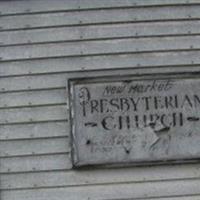 New Market
PRESBYTERIAN
- CHURCH -